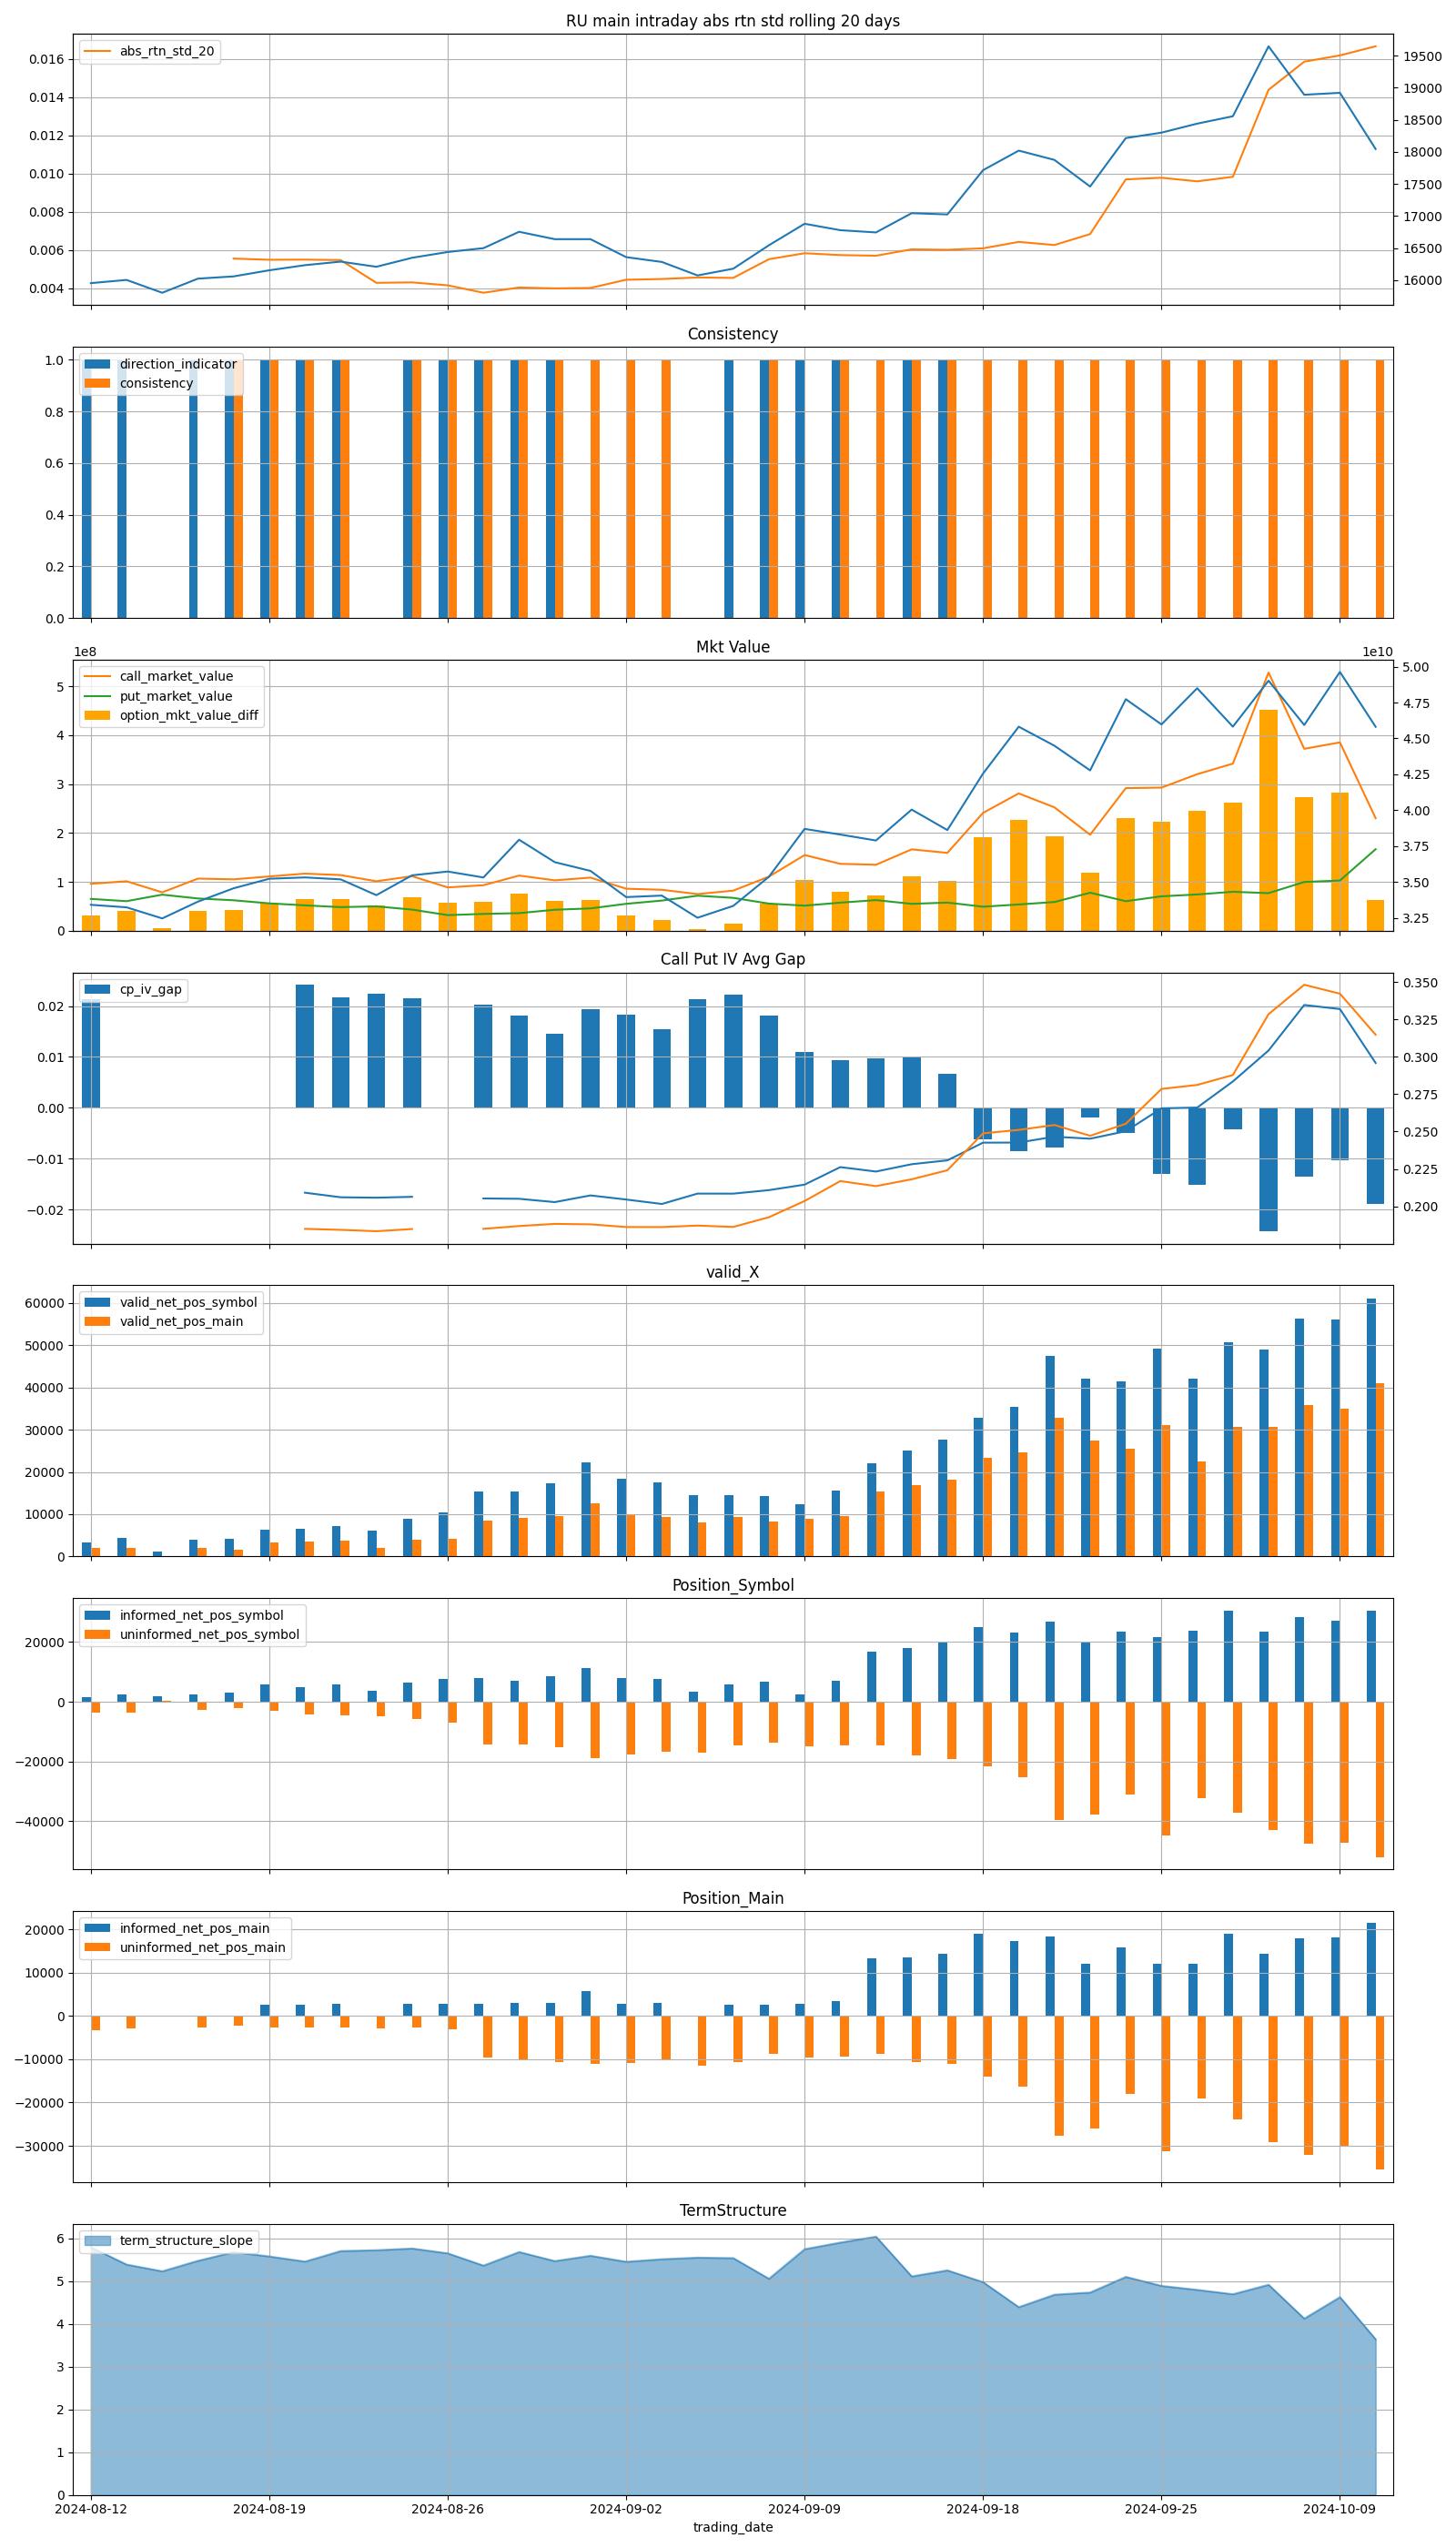 RU main intraday abs rtn std rolling 20 days
abs_rtn_std_20
0.016
0.014
0.012
0.010
0.008
0.006
0.004
19500
19000
18500
18000
17500
17000
16500
16000
Consistency
direction_indicator
consistency
1.0
0.8
0.6
0.4
0.2
0.0
Mkt Value
1e8
1e10
call_market_value
put_market_value
option_mkt_value_diff
5
4
3
2
1
0
5.00
4.75
4.50
4.25
4.00
3.75
3.50
3.25
Call Put IV Avg Gap
cp_iv_gap
0.02
0.01
0.00
−0.01
−0.02
0.350
0.325
0.300
0.275
0.250
0.225
0.200
valid_X
valid_net_pos_symbol
valid_net_pos_main
60000
50000
40000
30000
20000
10000
0
Position_Symbol
informed_net_pos_symbol
uninformed_net_pos_symbol
20000
0
−20000
−40000
Position_Main
informed_net_pos_main
uninformed_net_pos_main
20000
10000
0
−10000
−20000
−30000
TermStructure
term_structure_slope
6
5
4
3
2
1
0
2024-08-12 2024-08-19 2024-08-26 2024-09-02 2024-09-09 2024-09-18 2024-09-25 2024-10-09
trading_date